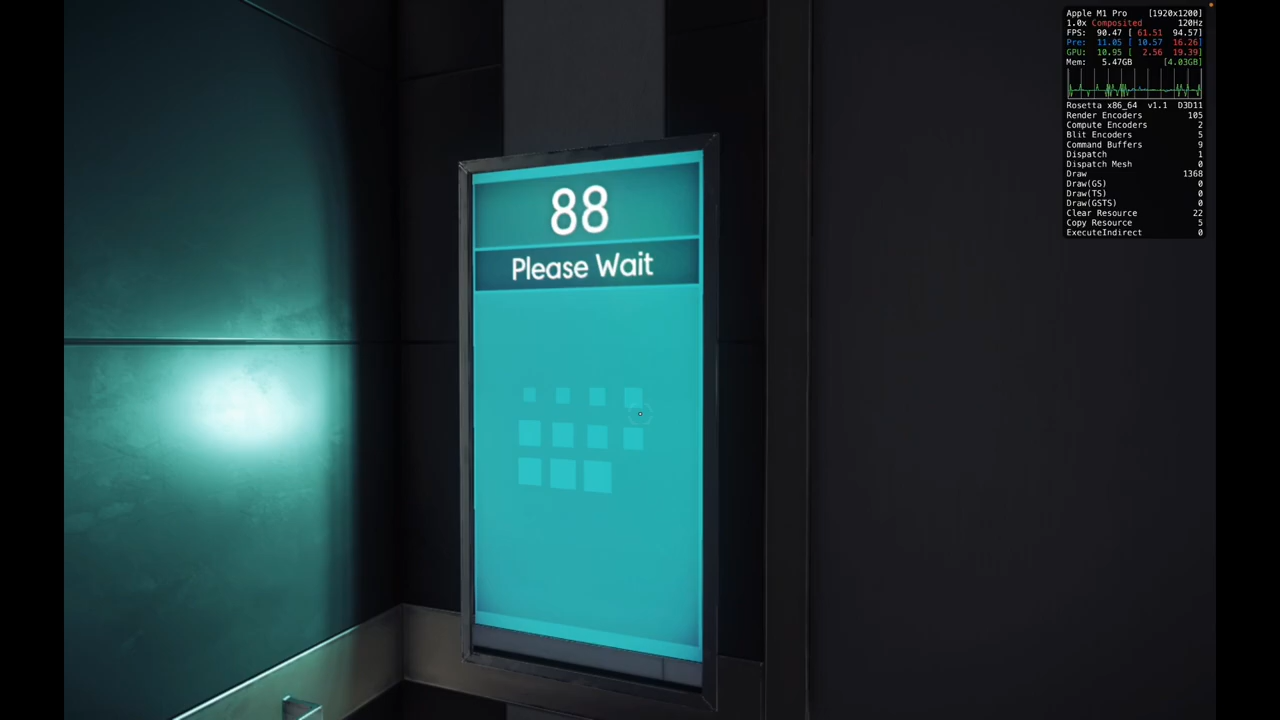 Apple M1 Pro [1920x1200]
1.0x Composited 120Hz
FPS: 90.47 [ 61.51 94.57]
Pre: 11.05 [ 10.57 16.26]
GPU: 10.95 [ 2.56 19.39]
Mem: 5.47GB [4.03GB]
Rosetta x86_64 v1.1 D3D11
Render Encoders 105
Compute Encoders 2
Blit Encoders 5
Command Buffers 9
Dispatch 1
Dispatch Mesh 0
Draw 1368
Draw(GS) 0
Draw(TS) 0
Draw(GSTS) 0
Clear Resource 22
Copy Resource 5
ExecuteIndirect 0
88
Please Wait